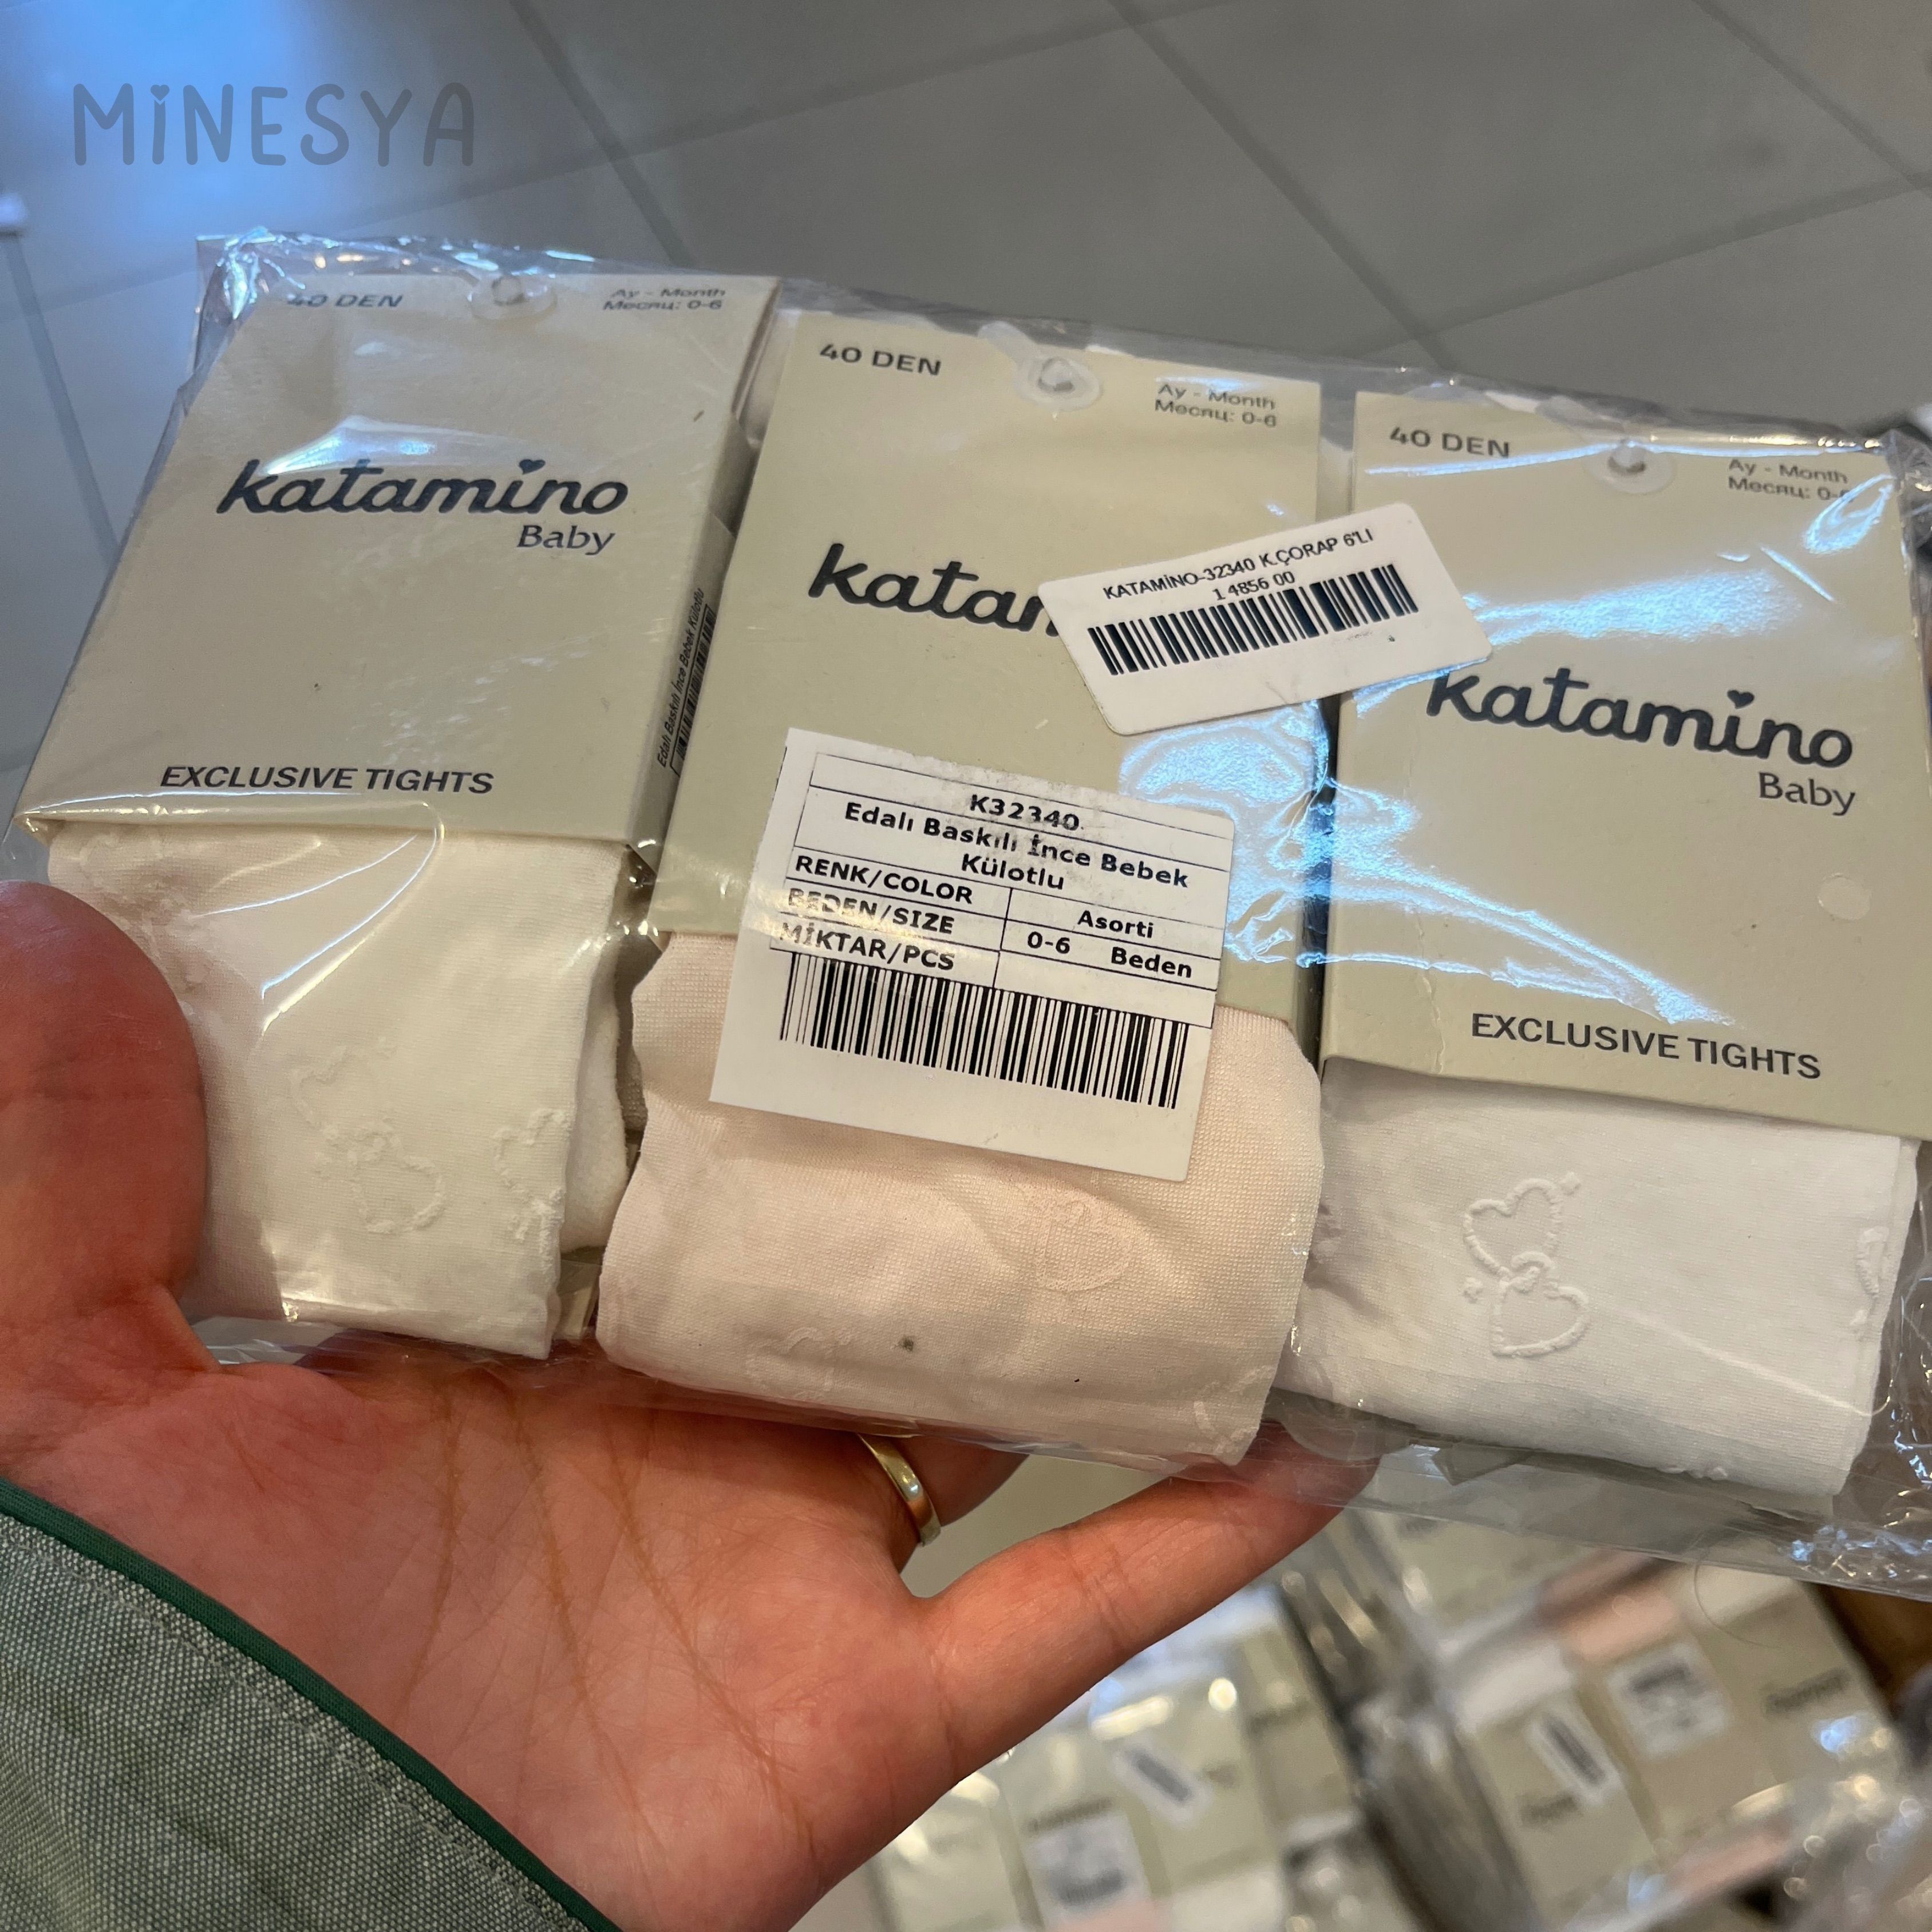 MİNESYA
40 DEN
Ay - Month
Месяц: 0-6
katamino
Baby
EXCLUSIVE TIGHTS
Edalı Baskılı İnce Bebek Külotlu
40 DEN
Ay - Month
Месяц: 0-6
KATAMİNO-32340 K.ÇORAP 6'LI
1 4856 00
K32340
Edalı Baskılı İnce Bebek
Külotlu
RENK/COLOR
Asorti
BEDEN/SIZE
0-6 Beden
MİKTAR/PCS
40 DEN
Ay - Month
Месяц: 0-6
katamino
Baby
EXCLUSIVE TIGHTS